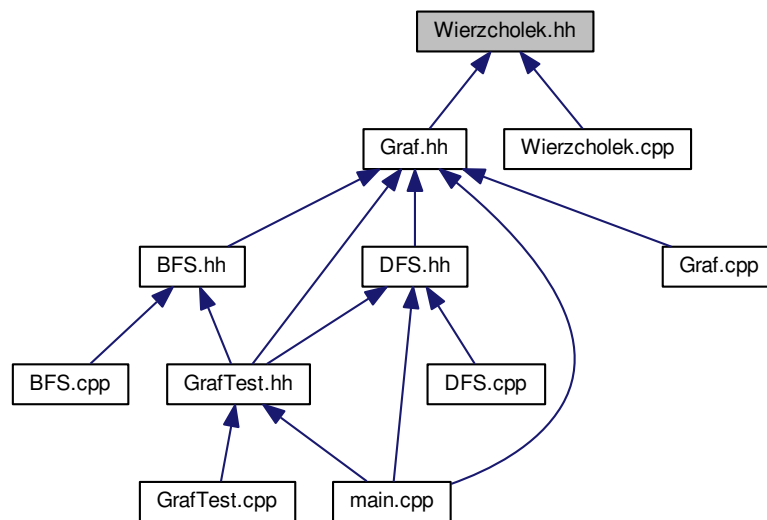 Wierzcholek.hh
Graf.hh
Wierzcholek.cpp
BFS.hh
DFS.hh
Graf.cpp
BFS.cpp
GrafTest.hh
DFS.cpp
GrafTest.cpp
main.cpp